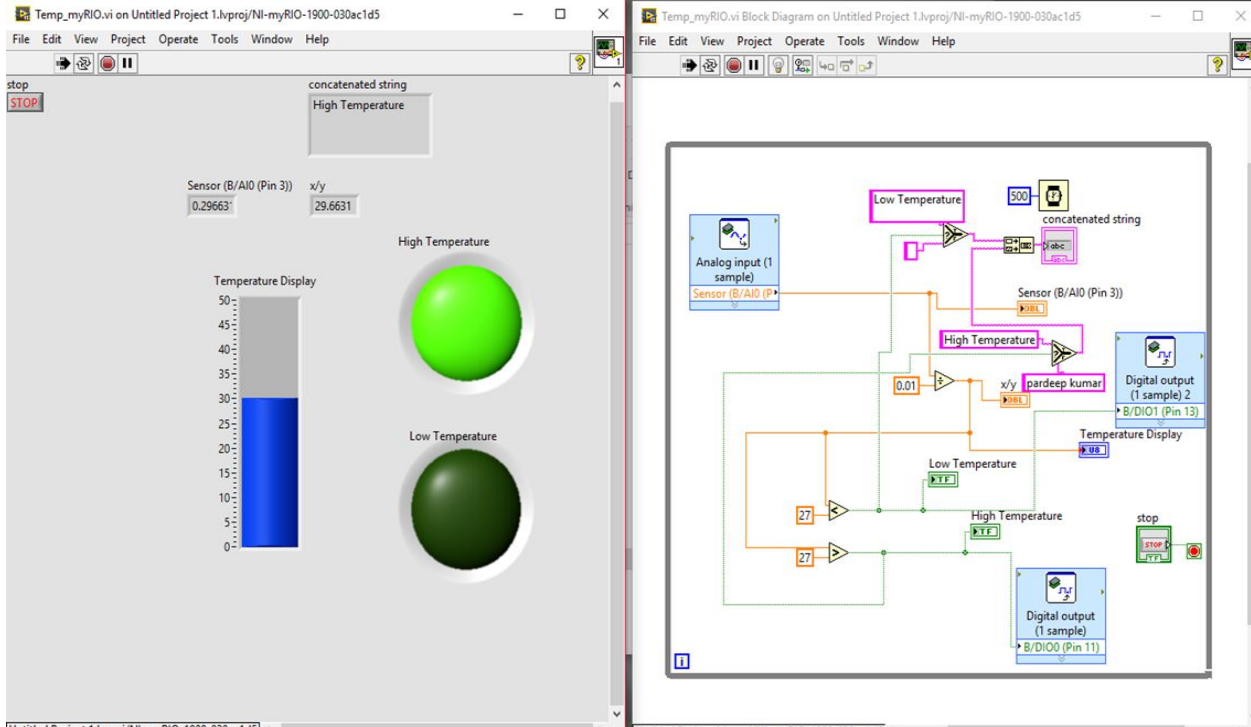 Temp_myRIO.vi on Untitled Project 1.lvproj/NI-myRIO-1900-030ac1d5
File Edit View Project Operate Tools Window Help
1
stop
STOP
concatenated string
High Temperature
Sensor (B/AI0 (Pin 3)) x/y
0.29663 29.6631
High Temperature
Temperature Display
50
45
40
35
30
25
20
15
10
5
0
Low Temperature
Temp_myRIO.vi Block Diagram on Untitled Project 1.lvproj/NI-myRIO-1900-030ac1d5
File Edit View Project Operate Tools Window Help
Low Temperature
500
concatenated string
abc
abc
Analog input (1
sample)
Sensor (B/AI0 (P
Sensor (B/AI0 (Pin 3))
DBL
High Temperature
0.01
x/y
pardeep kumar
DBL
Digital output
(1 sample) 2
B/DIO1 (Pin 13)
Temperature Display
U8
Low Temperature
TF
27
<
High Temperature
TF
27
>
stop
STOP
TF
Digital output
(1 sample)
B/DIO0 (Pin 11)
i